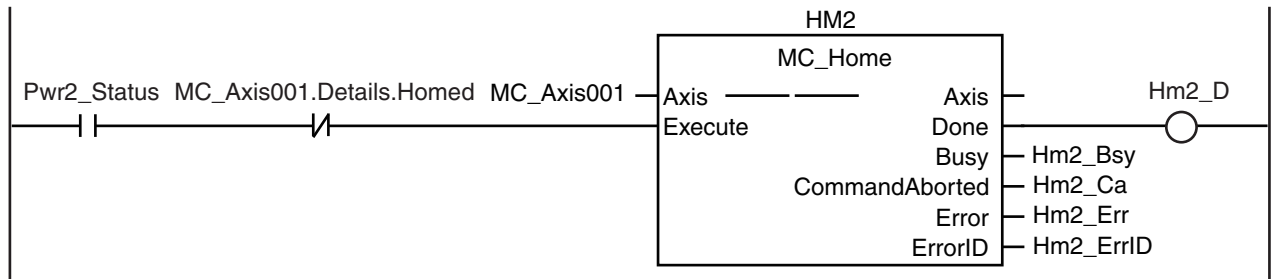 HM2
MC_Home
Pwr2_Status MC_Axis001.Details.Homed MC_Axis001 Axis Axis Hm2_D
Execute Done
Busy Hm2_Bsy
CommandAborted Hm2_Ca
Error Hm2_Err
ErrorID Hm2_ErrID